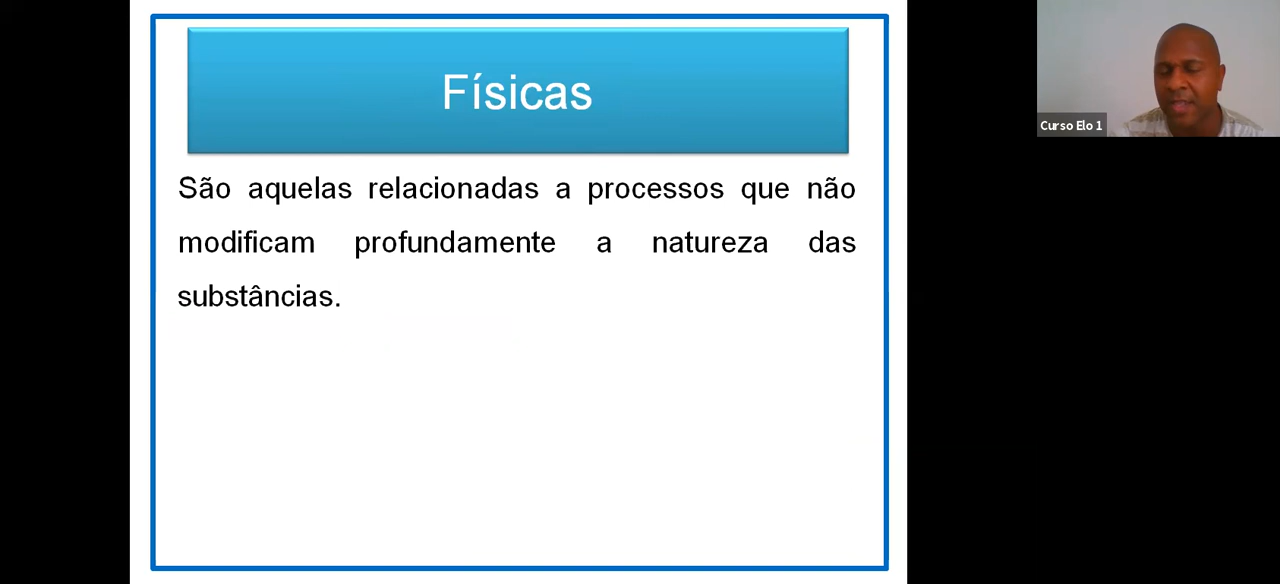 Físicas
São aquelas relacionadas a processos que não
modificam profundamente a natureza das
substâncias.
Curso Elo 1